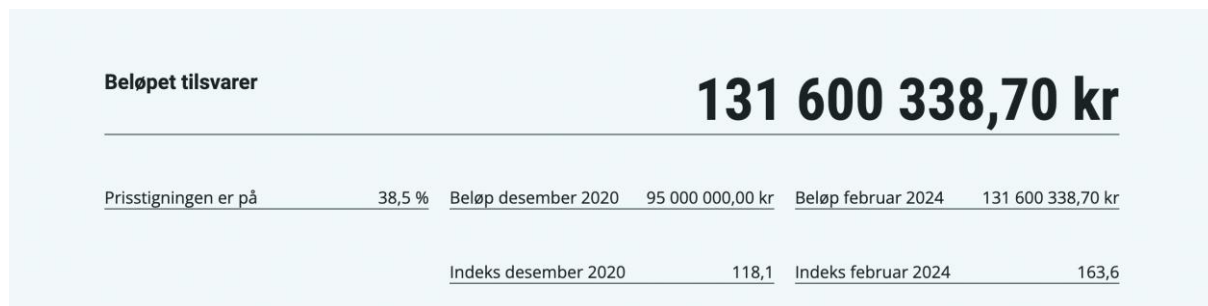 Beløpet tilsvarer 131 600 338,70 kr
Prisstigningen er på 38,5 % Beløp desember 2020 95 000 000,00 kr Beløp februar 2024 131 600 338,70 kr
Indeks desember 2020 118,1 Indeks februar 2024 163,6